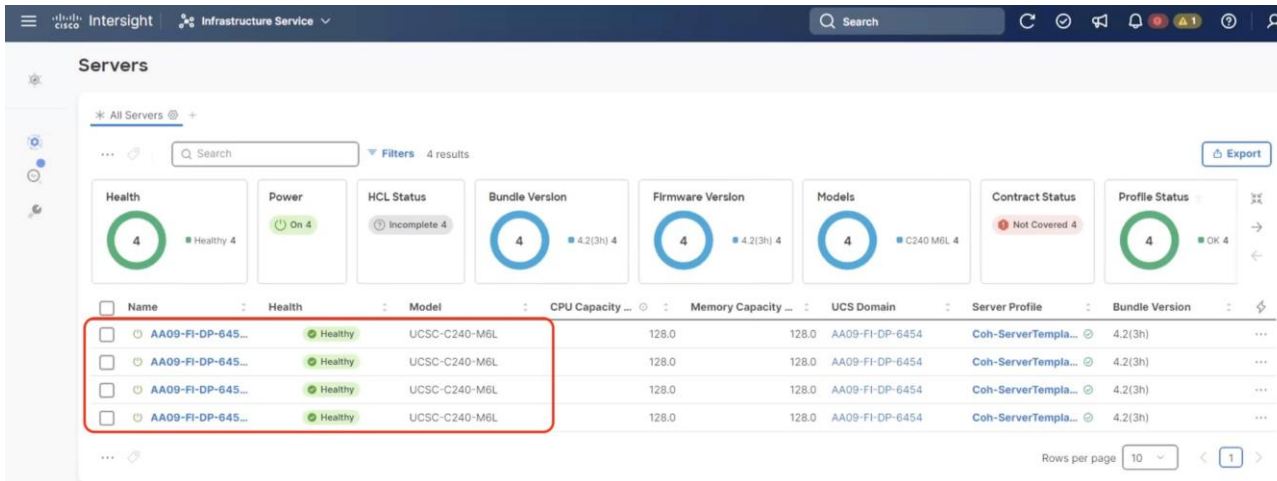 cisco Intersight Infrastructure Service Search 1
Servers
All Servers +
... Search Filters 4 results Export
Health Power HCL Status Bundle Version Firmware Version Models Contract Status Profile Status
4 Healthy 4 On 4 Incomplete 4 4 4.2(3h) 4 4 4.2(3h) 4 4 C240 M6L 4 Not Covered 4 4 OK 4
Name Health Model CPU Capacity ... Memory Capacity ... UCS Domain Server Profile Bundle Version
AA09-FI-DP-645... Healthy UCSC-C240-M6L 128.0 128.0 AA09-FI-DP-6454 Coh-ServerTempla... 4.2(3h) ...
AA09-FI-DP-645... Healthy UCSC-C240-M6L 128.0 128.0 AA09-FI-DP-6454 Coh-ServerTempla... 4.2(3h) ...
AA09-FI-DP-645... Healthy UCSC-C240-M6L 128.0 128.0 AA09-FI-DP-6454 Coh-ServerTempla... 4.2(3h) ...
AA09-FI-DP-645... Healthy UCSC-C240-M6L 128.0 128.0 AA09-FI-DP-6454 Coh-ServerTempla... 4.2(3h) ...
... Rows per page 10 1